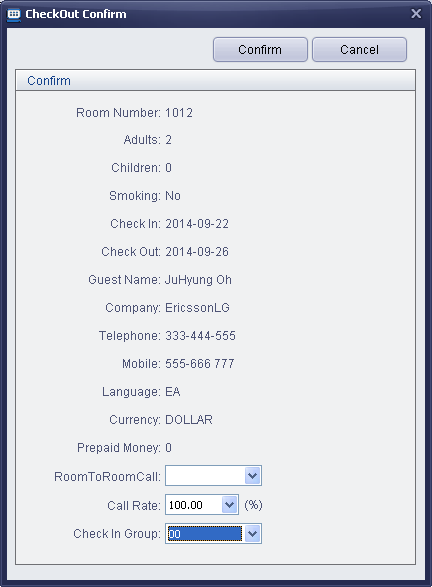 CheckOut Confirm
Confirm Cancel
Confirm
Room Number: 1012
Adults: 2
Children: 0
Smoking: No
Check In: 2014-09-22
Check Out: 2014-09-26
Guest Name: JuHyung Oh
Company: EricssonLG
Telephone: 333-444-555
Mobile: 555-666 777
Language: EA
Currency: DOLLAR
Prepaid Money: 0
RoomToRoomCall:
Call Rate: 100.00 (%)
Check In Group: 00